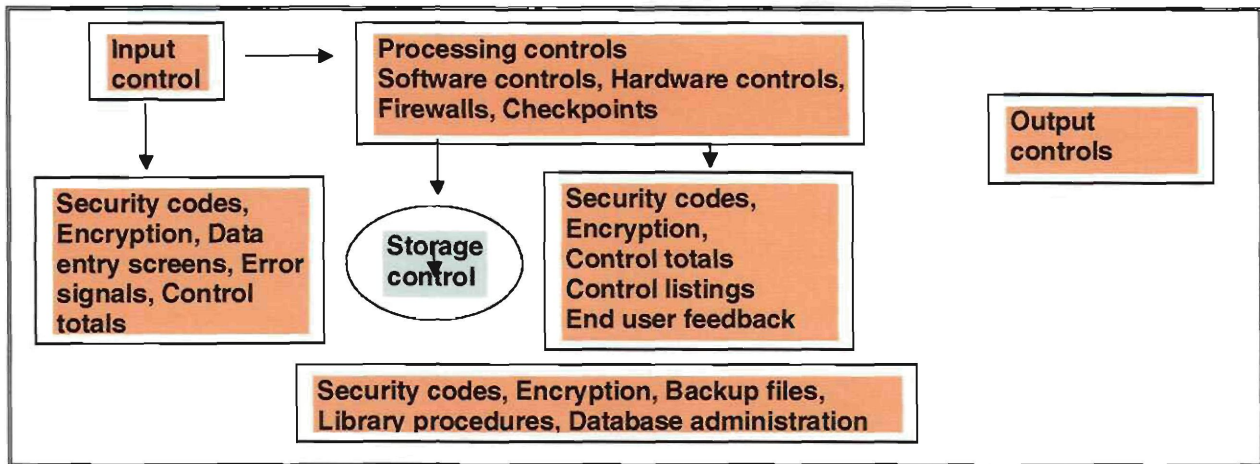 Input
control
Processing controls
Software controls, Hardware controls,
Firewalls, Checkpoints
Output
controls
Security codes,
Encryption, Data
entry screens, Error
signals, Control
totals
Storage
control
Security codes,
Encryption,
Control totals
Control listings
End user feedback
Security codes, Encryption, Backup files,
Library procedures, Database administration